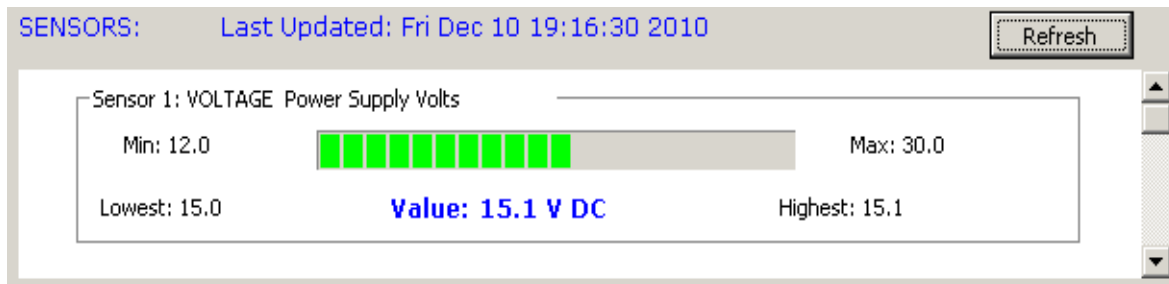 SENSORS: Last Updated: Fri Dec 10 19:16:30 2010 Refresh
Sensor 1: VOLTAGE Power Supply Volts
Min: 12.0 Max: 30.0
Lowest: 15.0 Value: 15.1 V DC Highest: 15.1